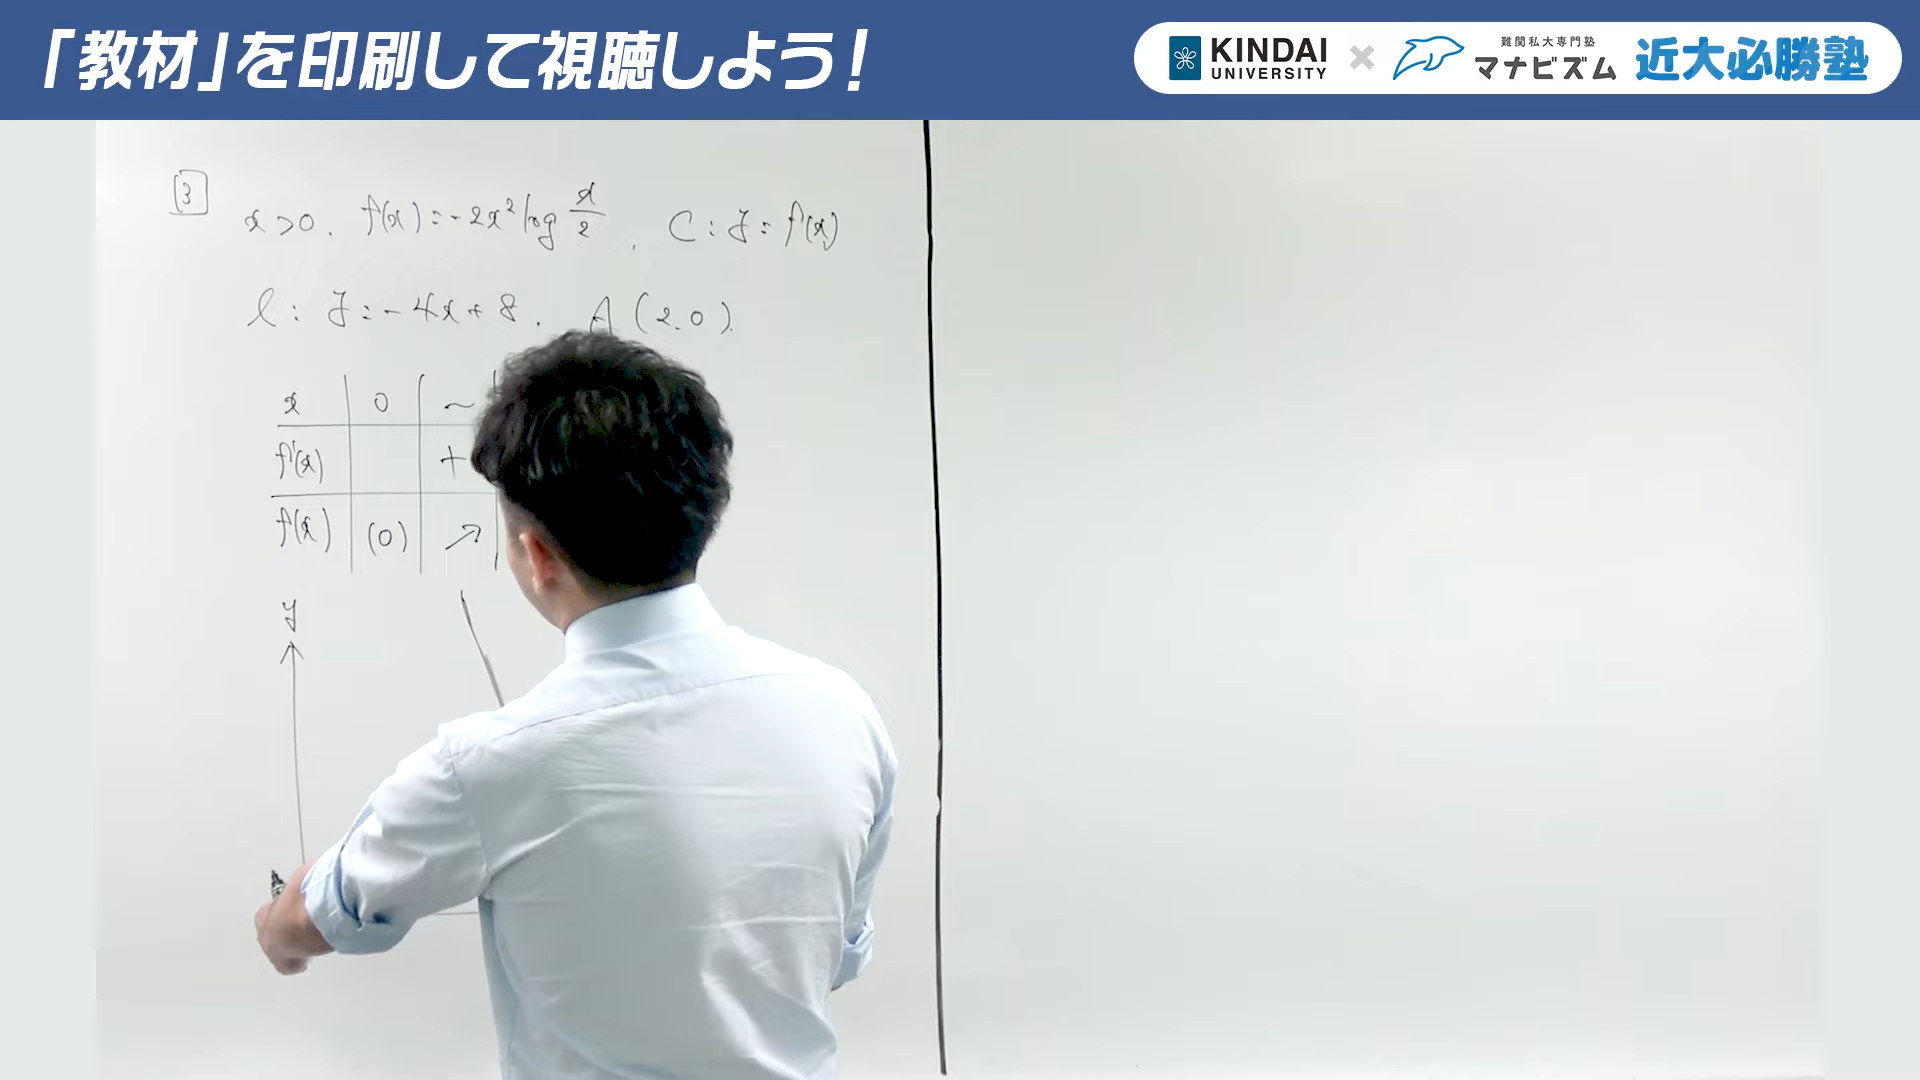 「教材」を印刷して視聴しよう!
KINDAI UNIVERSITY × 難関私大専門塾 マナビズム 近大必勝塾
3
x>0. f(x)=-2x² log x/2 . C: y=f(x)
l: y=-4x+8. A(2.0).
x 0 ~
f'(x) +
f(x) (0) ↗
y